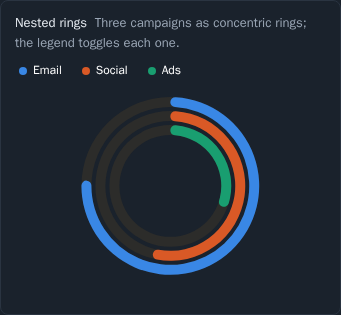 Nested rings Three campaigns as concentric rings;
the legend toggles each one.
Email Social Ads